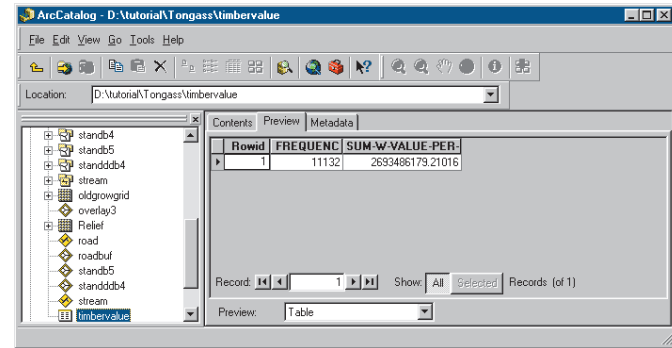 ArcCatalog - D:\tutorial\Tongass\timbervalue
File Edit View Go Tools Help
Location: D:\tutorial\Tongass\timbervalue
Contents Preview Metadata
standb4
standb5
standddb4
stream
oldgrowgrid
overlay3
Relief
road
roadbuf
standb5
standddb4
stream
timbervalue
Rowid FREQUENC SUM-W-VALUE-PER-
1 11132 2693486179.21016
Record: 1 Show: All Selected Records (of 1)
Preview: Table